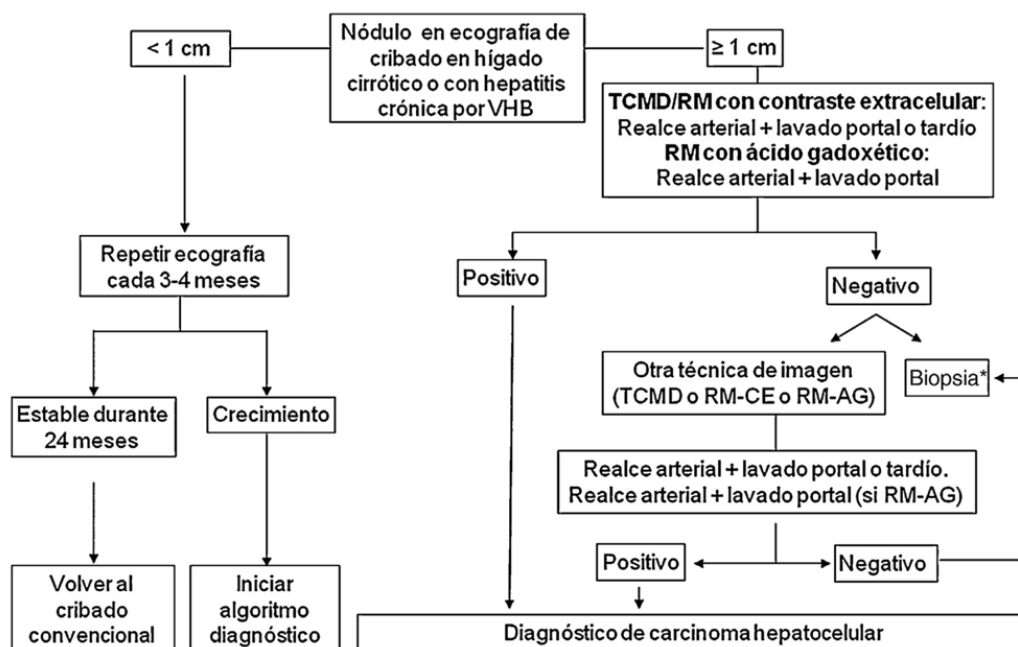 < 1 cm
Nódulo en ecografía de
cribado en hígado
cirrótico o con hepatitis
crónica por VHB
≥ 1 cm
TCMD/RM con contraste extracelular:
Realce arterial + lavado portal o tardío
RM con ácido gadoxético:
Realce arterial + lavado portal
Repetir ecografía
cada 3-4 meses
Positivo
Negativo
Otra técnica de imagen
(TCMD o RM-CE o RM-AG)
Biopsia*
Estable durante
24 meses
Crecimiento
Realce arterial + lavado portal o tardío.
Realce arterial + lavado portal (si RM-AG)
Positivo
Negativo
Volver al
cribado
convencional
Iniciar
algoritmo
diagnóstico
Diagnóstico de carcinoma hepatocelular